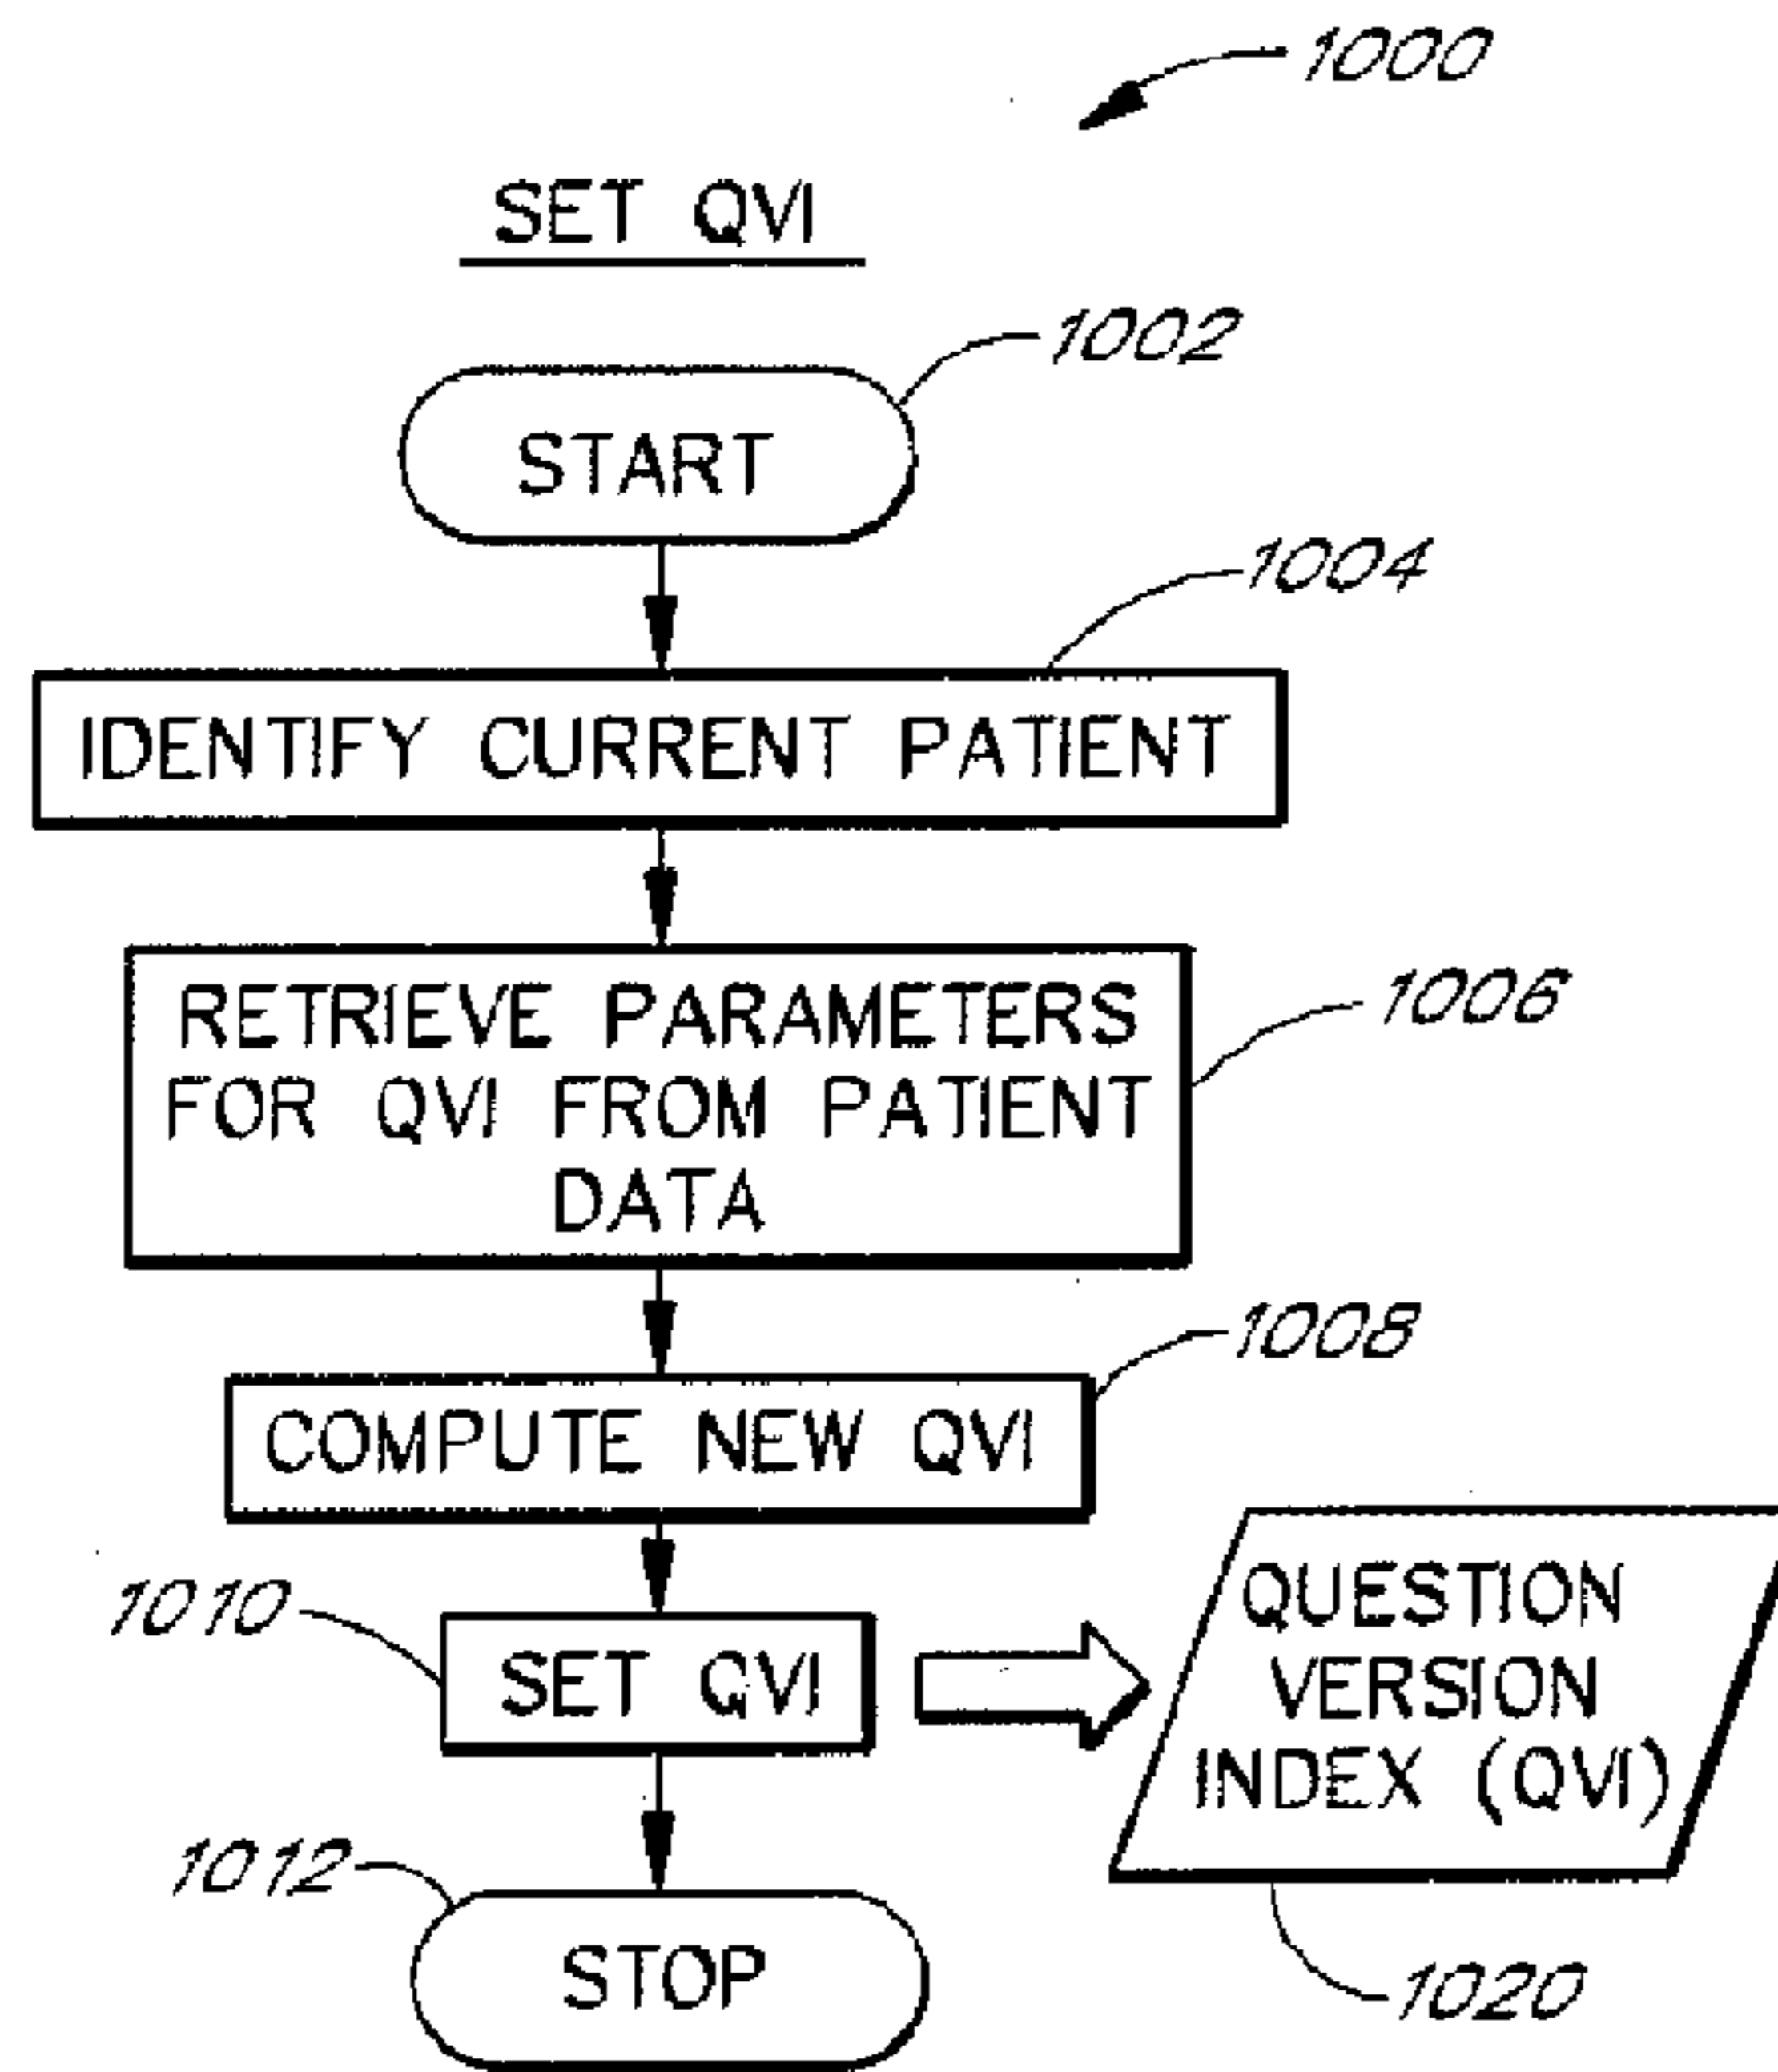 1000
SET QVI
1002
START
1004
IDENTIFY CURRENT PATIENT
RETRIEVE PARAMETERS
FOR QVI FROM PATIENT
DATA
1006
1008
COMPUTE NEW QVI
1010
SET QVI
QUESTION
VERSION
INDEX (QVI)
1012
STOP
1020